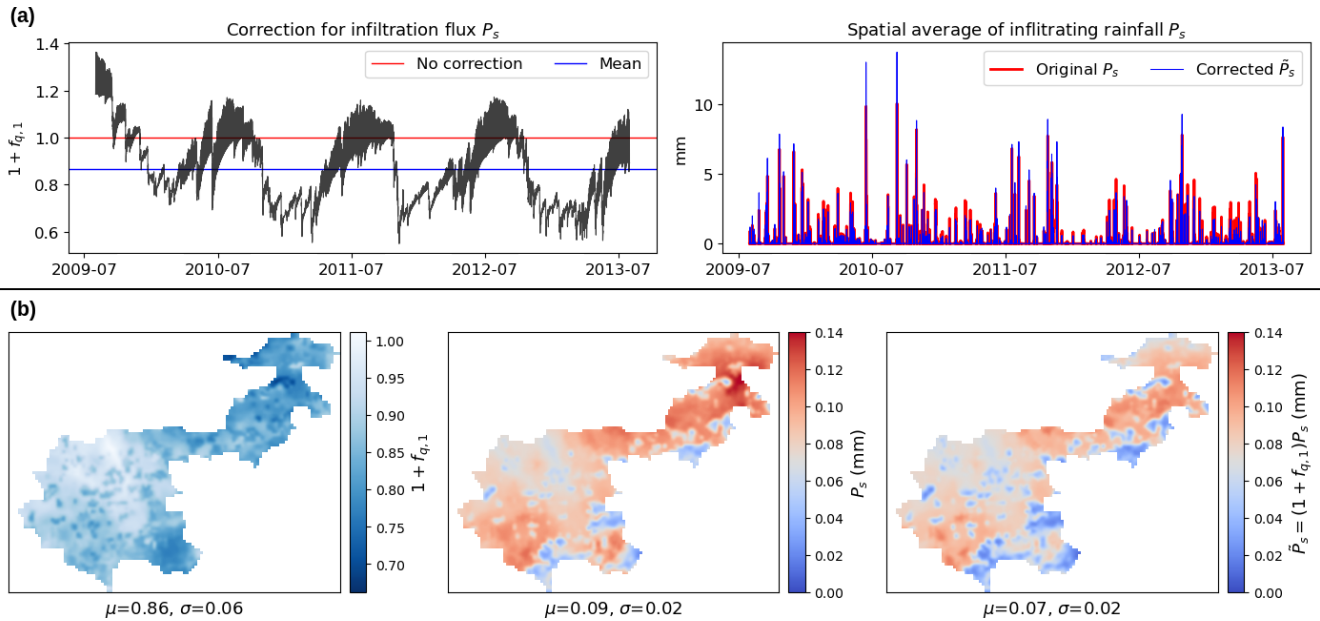 (a)
Correction for infiltration flux P_s
1.4
1.2
1.0
0.8
0.6
1 + f_{q,1}
No correction
Mean
2009-07
2010-07
2011-07
2012-07
2013-07
Spatial average of inflitrating rainfall P_s
10
5
0
mm
Original P_s
Corrected P̃_s
2009-07
2010-07
2011-07
2012-07
2013-07
(b)
1.00
0.95
0.90
0.85
0.80
0.75
0.70
1 + f_{q,1}
μ=0.86, σ=0.06
0.14
0.12
0.10
0.08
0.06
0.04
0.02
0.00
P_s (mm)
μ=0.09, σ=0.02
0.14
0.12
0.10
0.08
0.06
0.04
0.02
0.00
P̃_s = (1 + f_{q,1})P_s (mm)
μ=0.07, σ=0.02